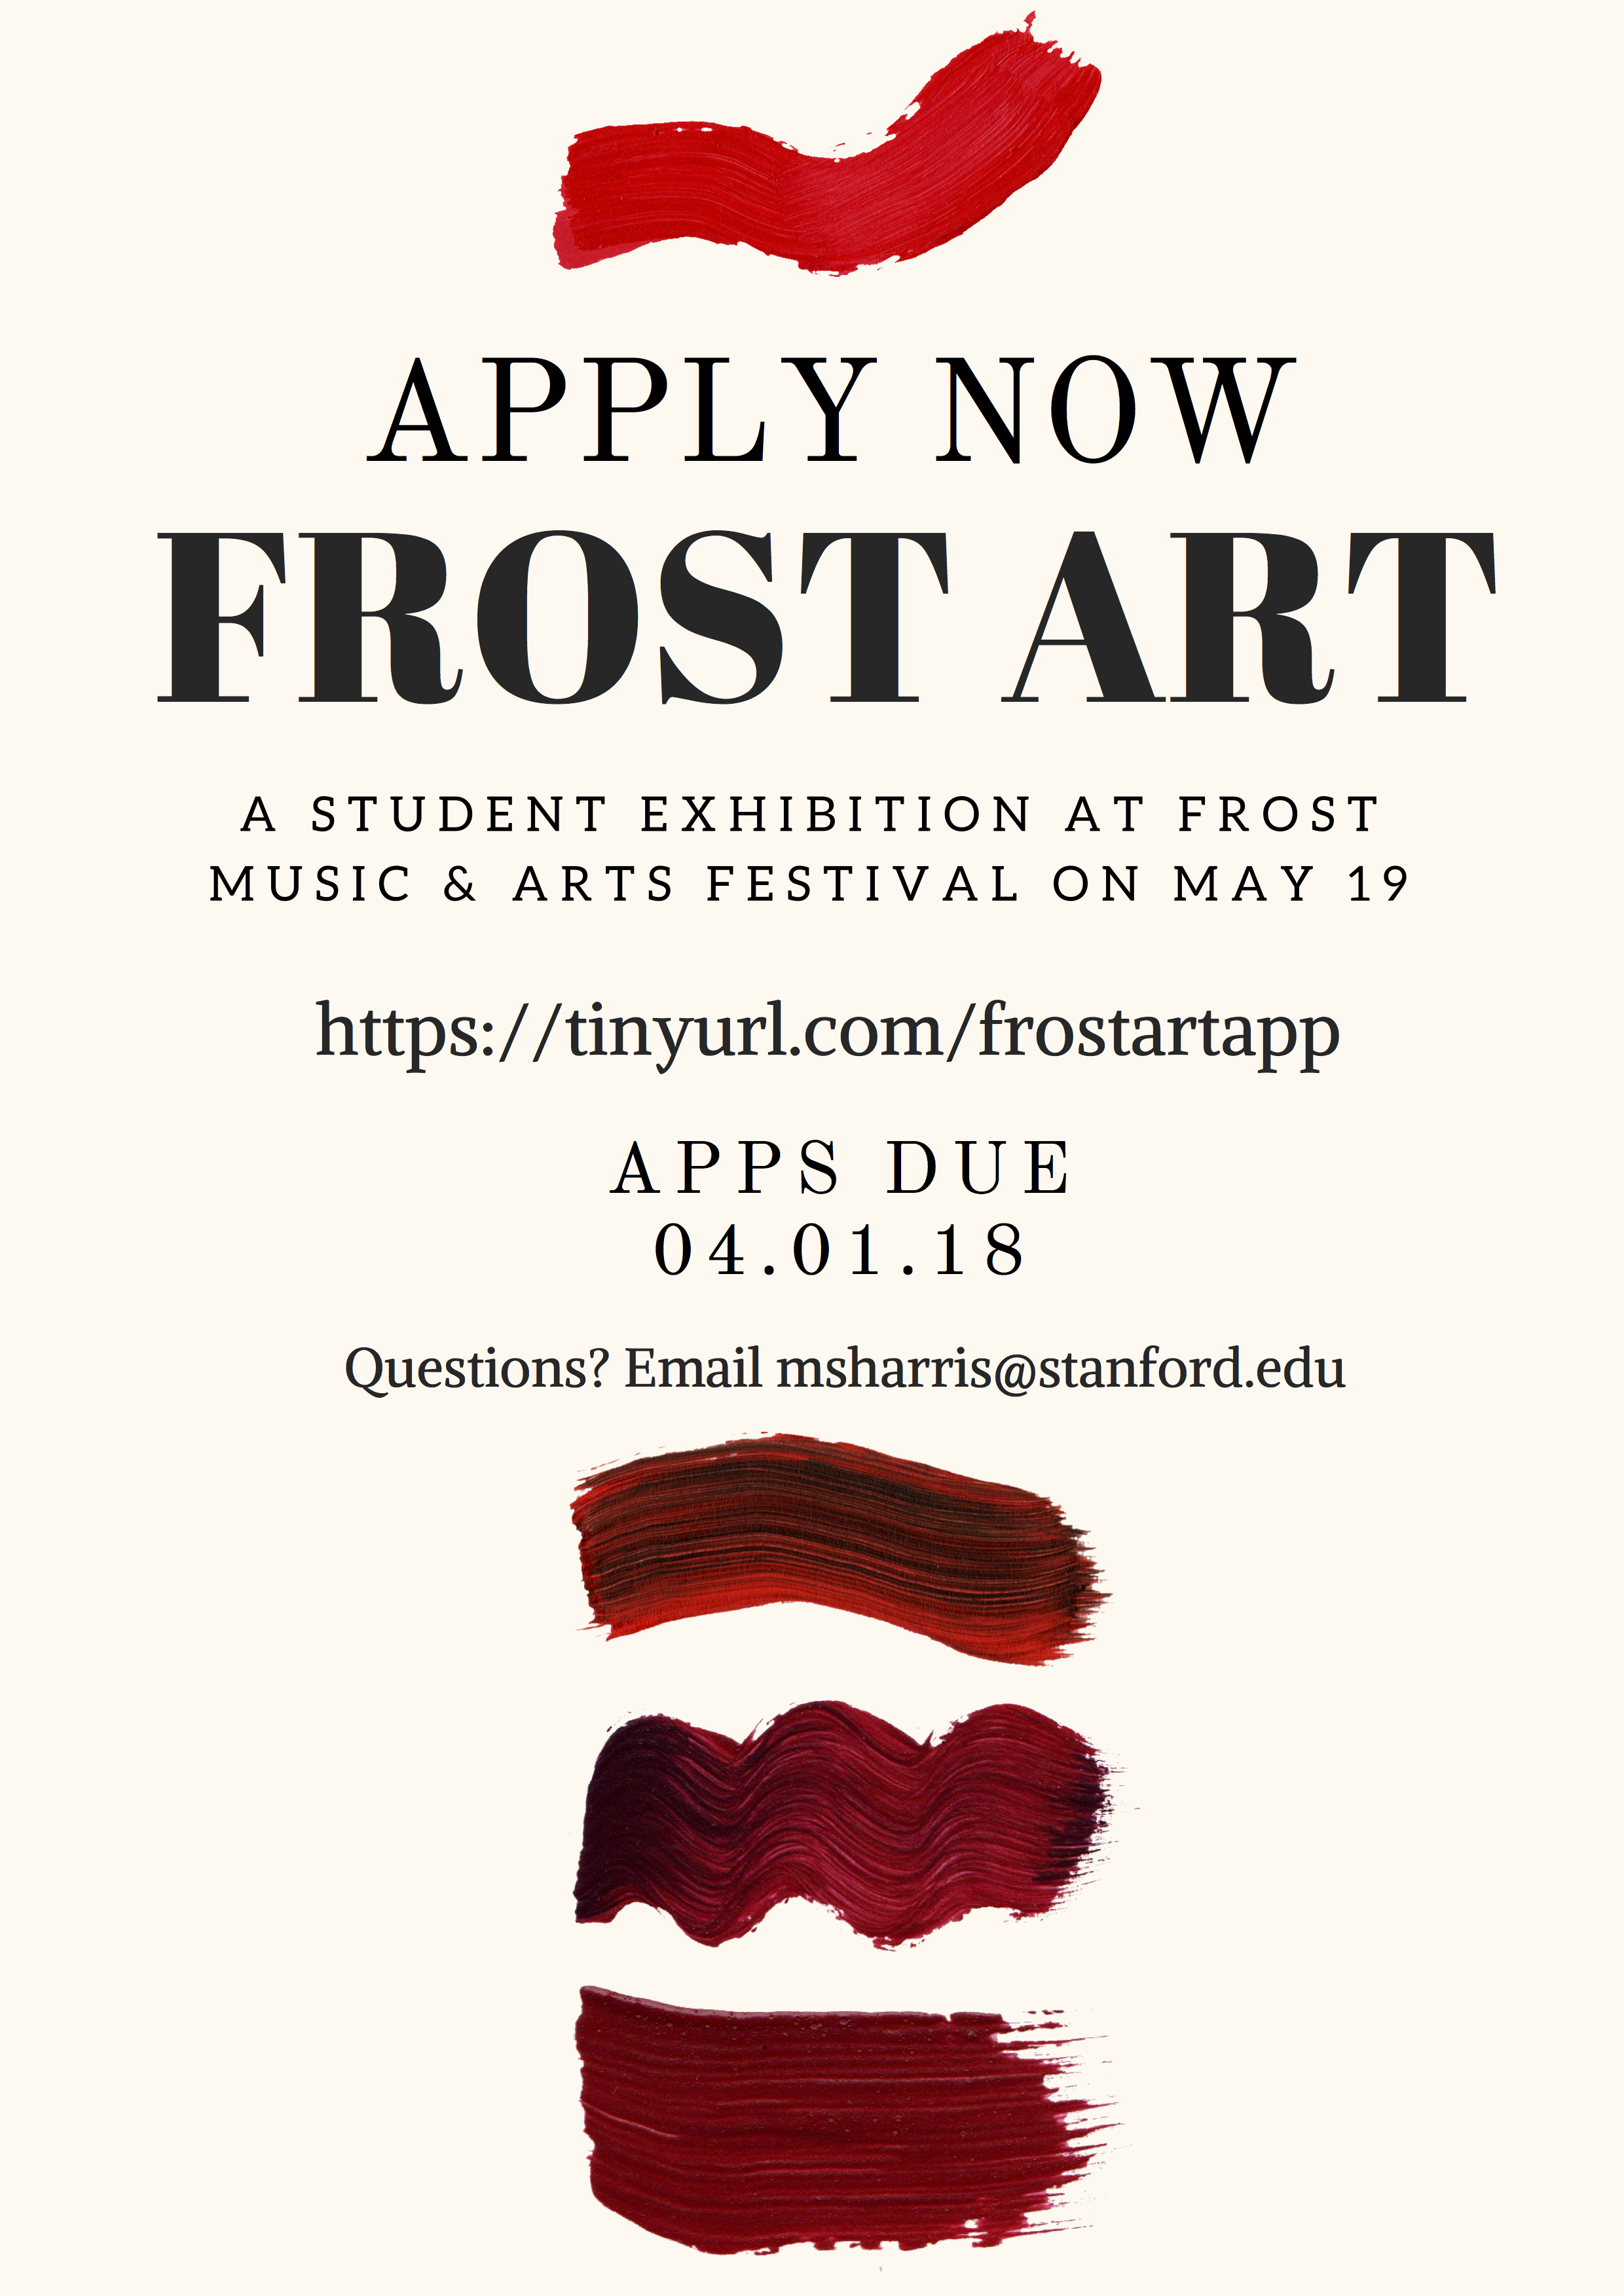 APPLY NOW
FROST ART
A STUDENT EXHIBITION AT FROST
MUSIC & ARTS FESTIVAL ON MAY 19
https://tinyurl.com/frostartapp
APPS DUE
04.01.18
Questions? Email msharris@stanford.edu